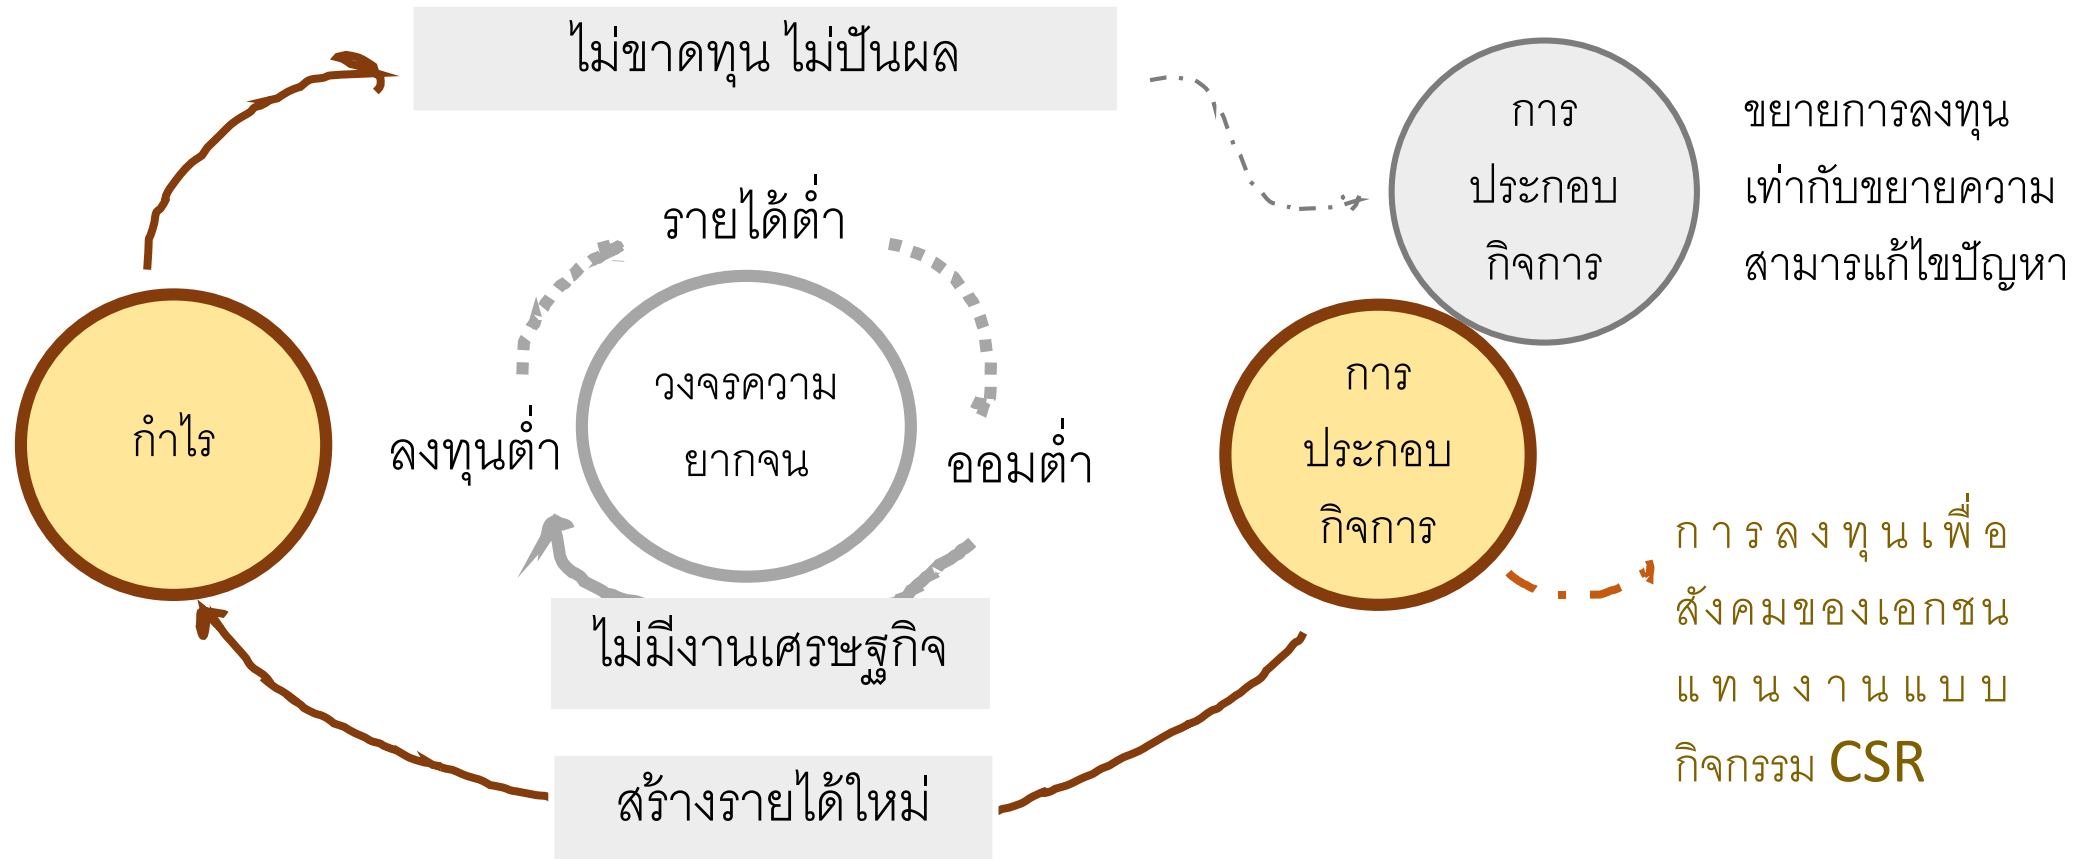 ไม่ขาดทุน ไม่ปันผล
การ
ประกอบ
กิจการ
ขยายการลงทุน
เท่ากับขยายความ
สามารแก้ไขปัญหา
รายได้ต่ำ
วงจรความ
ยากจน
ลงทุนต่ำ
ออมต่ำ
กำไร
การ
ประกอบ
กิจการ
การลงทุนเพื่อ
สังคมของเอกชน
แทนงานแบบ
กิจกรรม CSR
ไม่มีงานเศรษฐกิจ
สร้างรายได้ใหม่